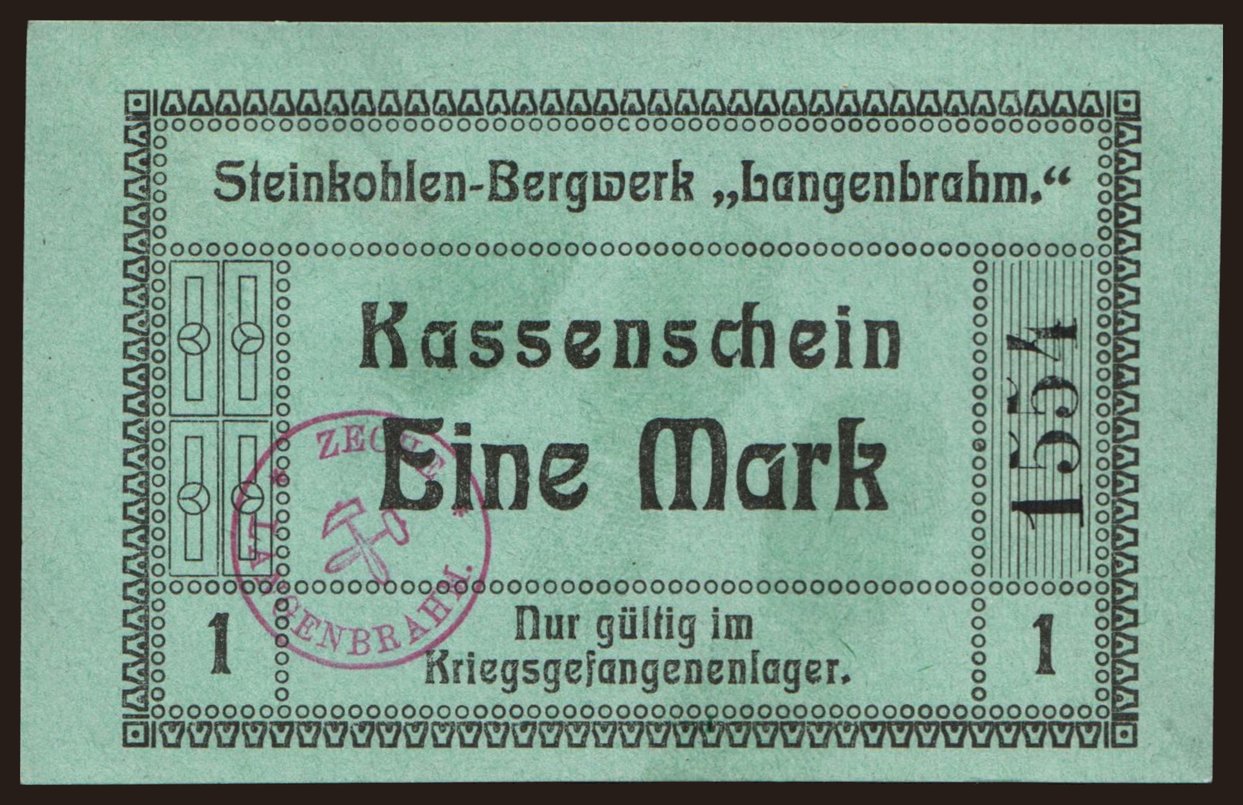 Steinkohlen-Bergwerk „Langenbrahm.“
Kassenschein
Eine Mark
1554
ZECHE
LANGENBRAHM.
1
Nur gültig im
Kriegsgefangenenlager.
1